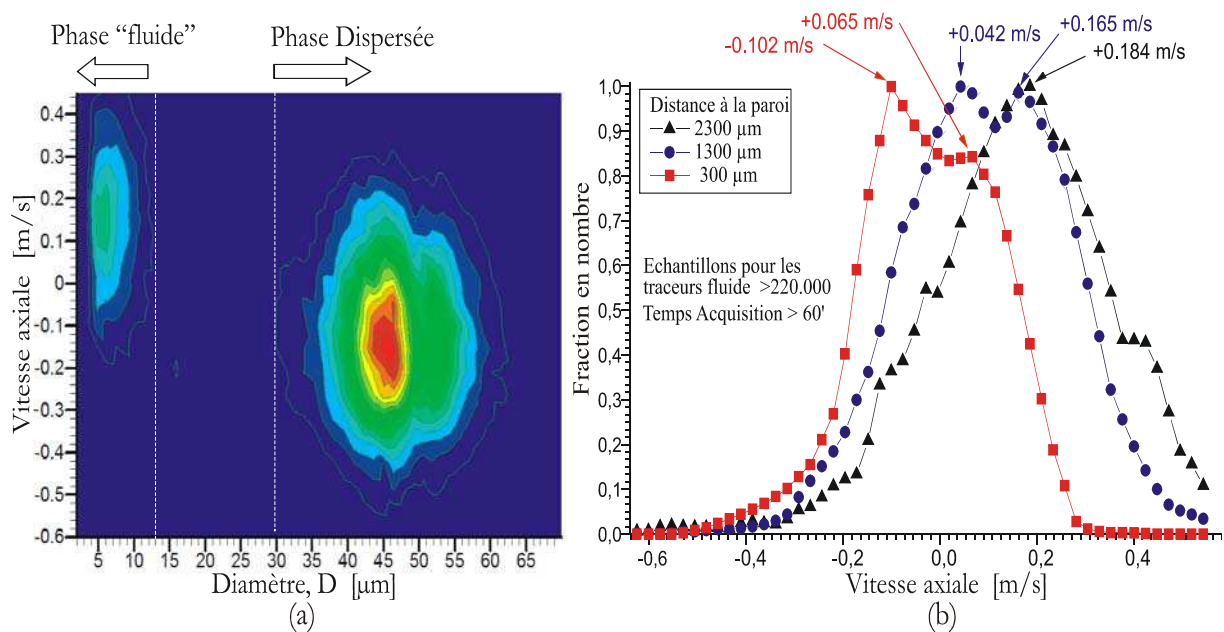 Phase “fluide”
Phase Dispersée
0.4
0.3
0.2
0.1
0
-0.1
-0.2
-0.3
-0.4
-0.5
-0.6
Vitesse axiale [m/s]
5 10 15 20 25 30 35 40 45 50 55 60 65
Diamètre, D [µm]
(a)
+0.065 m/s
-0.102 m/s
+0.042 m/s
+0.165 m/s
+0.184 m/s
1,0
0,9
0,8
0,7
0,6
0,5
0,4
0,3
0,2
0,1
0,0
Fraction en nombre
Distance à la paroi
2300 µm
1300 µm
300 µm
Echantillons pour les
traceurs fluide >220.000
Temps Acquisition > 60'
-0,6 -0,4 -0,2 0,0 0,2 0,4
Vitesse axiale [m/s]
(b)